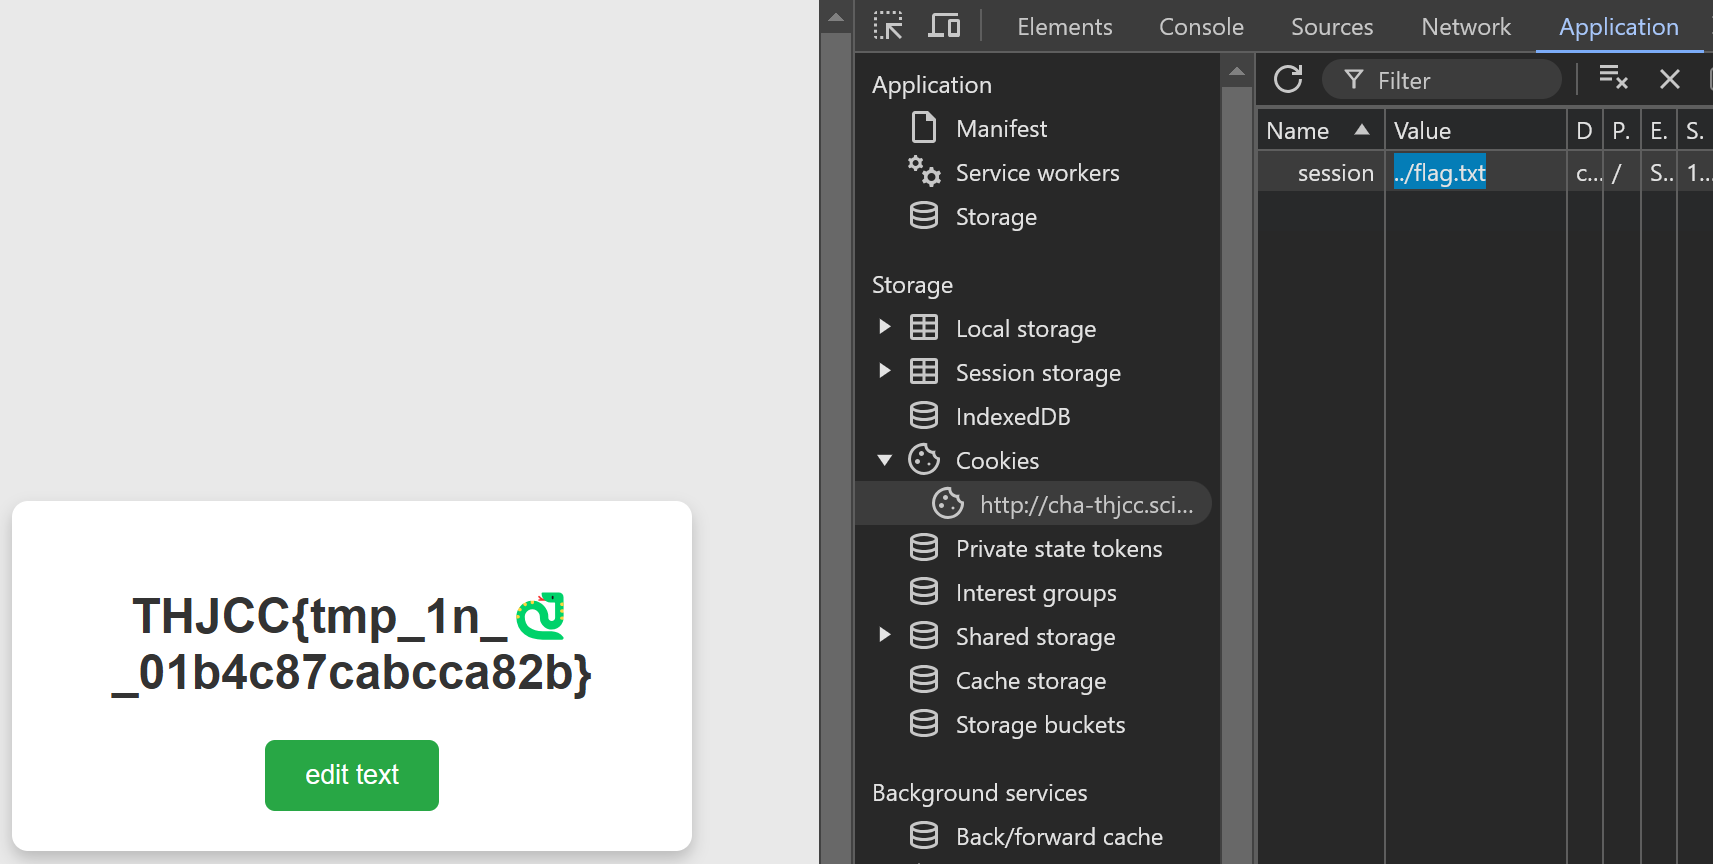 Elements Console Sources Network Application
Application
Manifest
Service workers
Storage
Storage
Local storage
Session storage
IndexedDB
Cookies
http://cha-thjcc.sci...
Private state tokens
Interest groups
Shared storage
Cache storage
Storage buckets
Background services
Back/forward cache
Filter
Name Value D P. E. S.
session ../flag.txt c... / S.. 1...
THJCC{tmp_1n_🐍
_01b4c87cabcca82b}
edit text